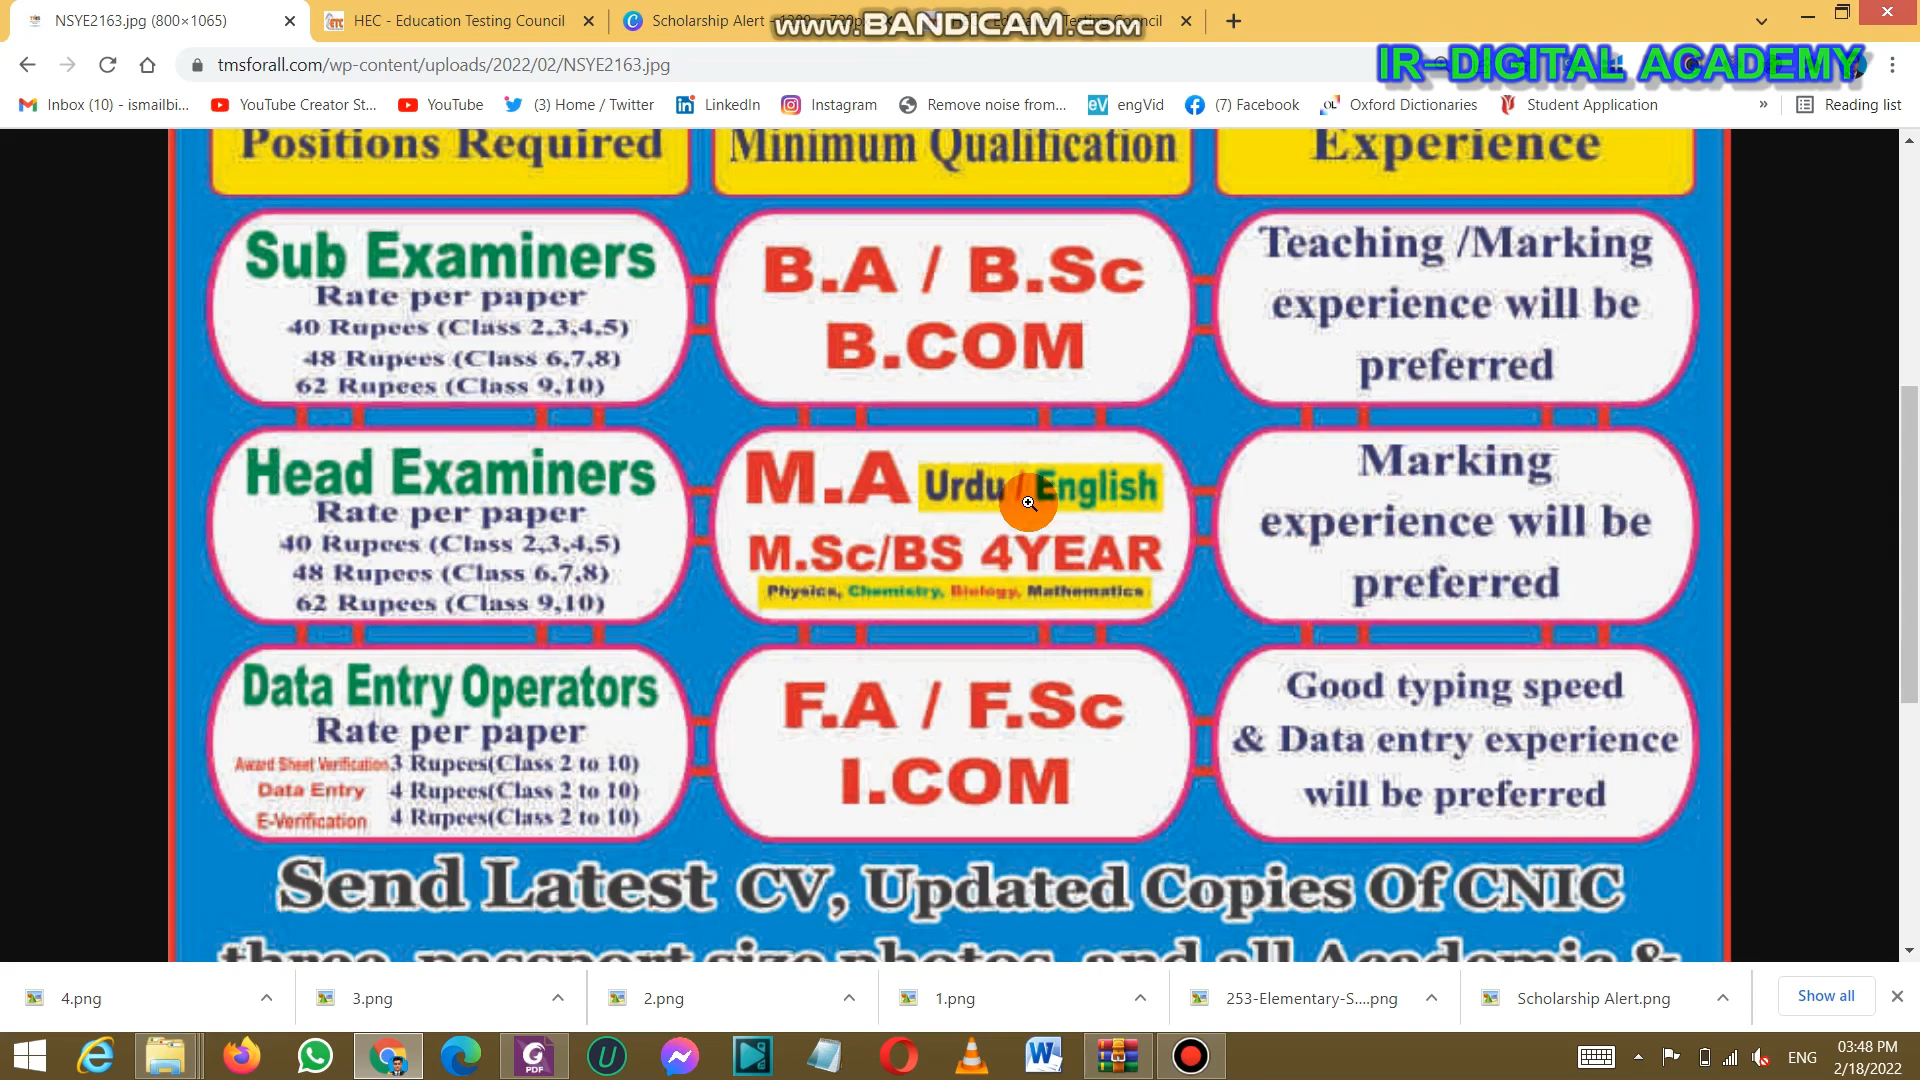 NSYE2163.jpg (800×1065)
HEC - Education Testing Council
Scholarship Alert
www.BANDICAM.com
Council
tmsforall.com/wp-content/uploads/2022/02/NSYE2163.jpg
IR-DIGITAL ACADEMY
Inbox (10) - ismailbi...
YouTube Creator St...
YouTube
(3) Home / Twitter
LinkedIn
Instagram
Remove noise from...
engVid
(7) Facebook
Oxford Dictionaries
Student Application
»
Reading list
Positions Required
Minimum Qualification
Experience
Sub Examiners
Rate per paper
40 Rupees (Class 2,3,4,5)
48 Rupees (Class 6,7,8)
62 Rupees (Class 9,10)
B.A / B.Sc
B.COM
Teaching /Marking
experience will be
preferred
Head Examiners
Rate per paper
40 Rupees (Class 2,3,4,5)
48 Rupees (Class 6,7,8)
62 Rupees (Class 9,10)
M.A Urdu / English
M.Sc/BS 4YEAR
Physics, Chemistry, Biology, Mathematics
Marking
experience will be
preferred
Data Entry Operators
Rate per paper
Award Sheet Verification 3 Rupees(Class 2 to 10)
Data Entry 4 Rupees(Class 2 to 10)
E-Verification 4 Rupees(Class 2 to 10)
F.A / F.Sc
I.COM
Good typing speed
& Data entry experience
will be preferred
Send Latest CV, Updated Copies Of CNIC
three passport size photos, and all Academic &
4.png
3.png
2.png
1.png
253-Elementary-S....png
Scholarship Alert.png
Show all
ENG
03:48 PM
2/18/2022